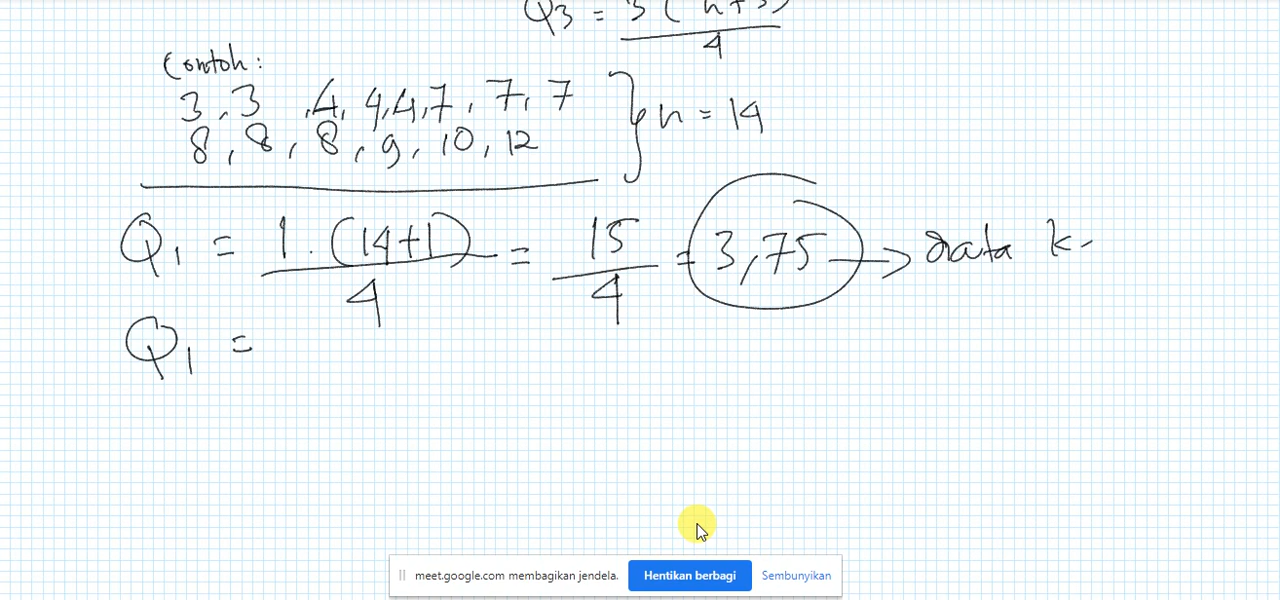 Q3 = 3(n+1)
4
Contoh:
3, 3, 4, 4, 4, 7, 7, 7
8, 8, 8, 9, 10, 12 } n = 14
Q1 = 1 . (14+1) / 4 = 15 / 4 = 3,75 → data k-
Q1 =
meet.google.com membagikan jendela. Hentikan berbagi Sembunyikan